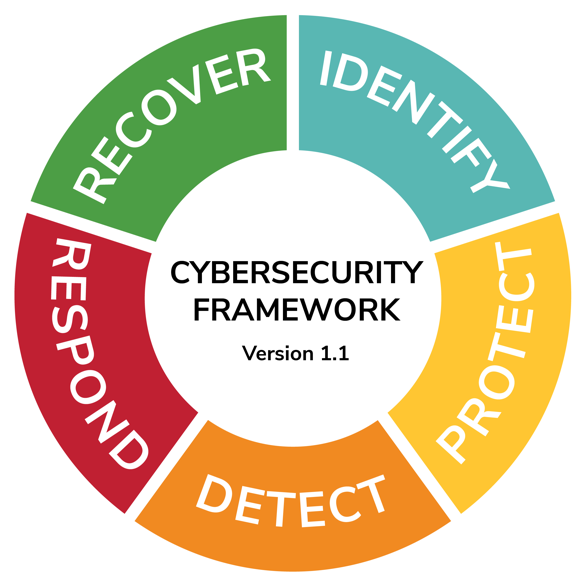 RECOVER
IDENTIFY
PROTECT
DETECT
RESPOND
CYBERSECURITY
FRAMEWORK
Version 1.1